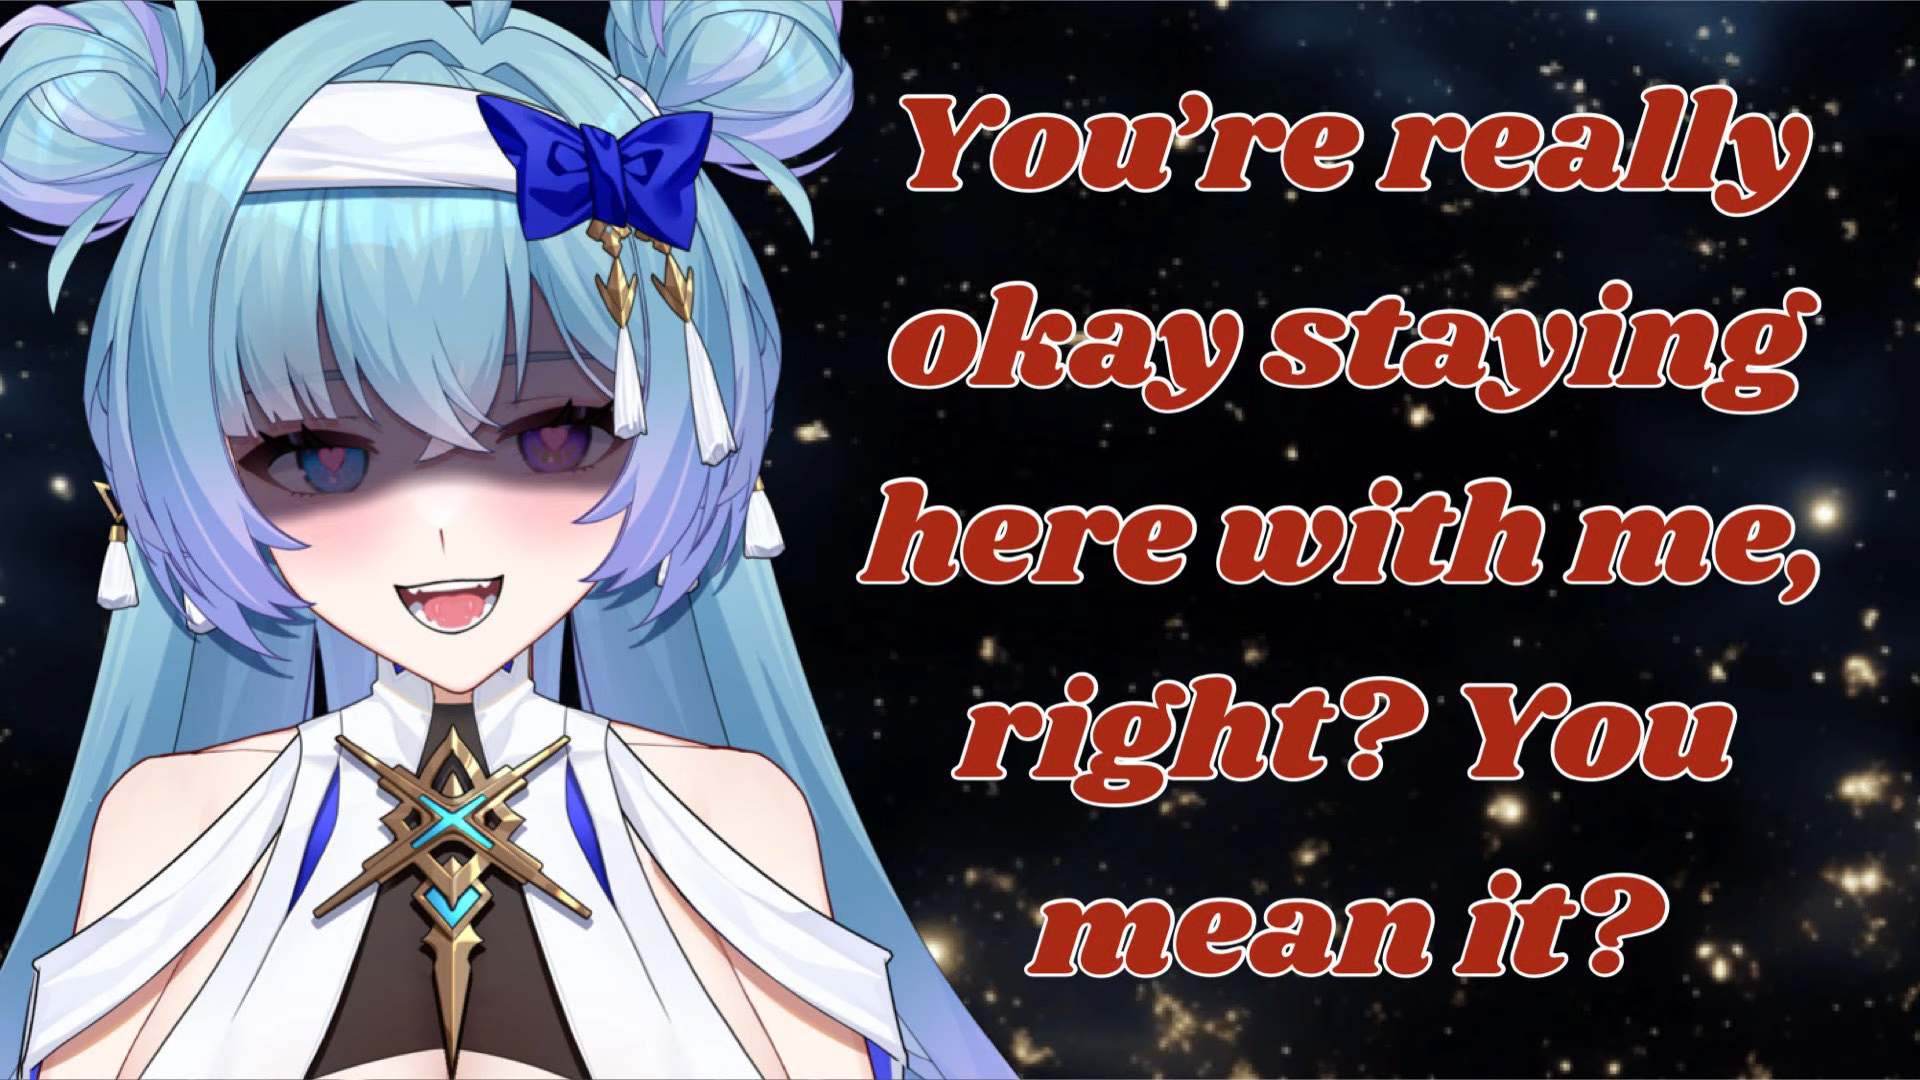 You’re really
okay staying
here with me,
right? You
mean it?